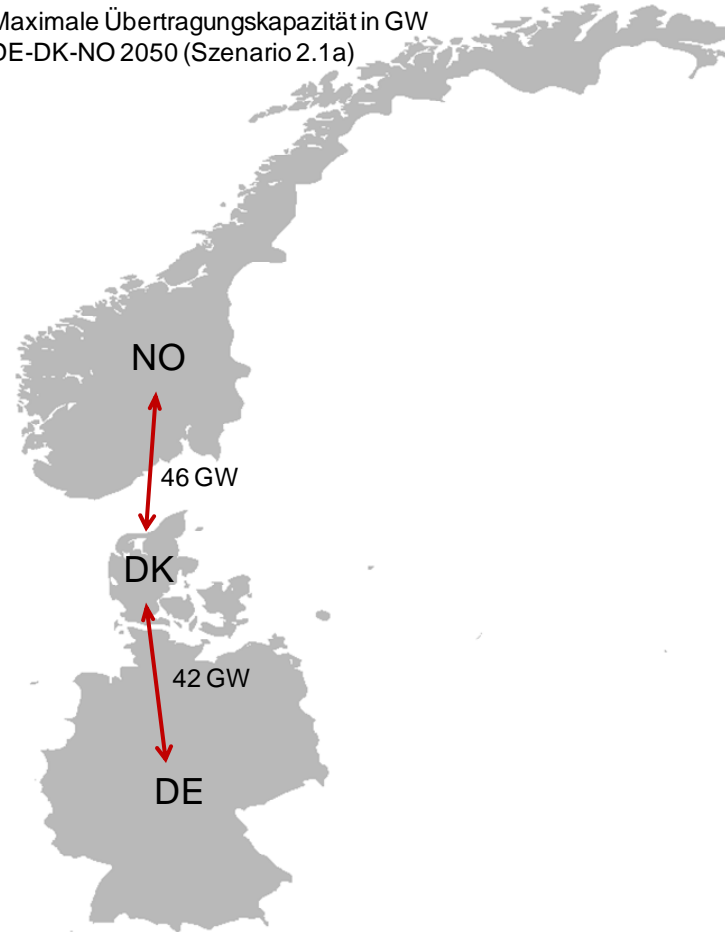 Maximale Übertragungskapazität in GW
DE-DK-NO 2050 (Szenario 2.1a)
NO
46 GW
DK
42 GW
DE